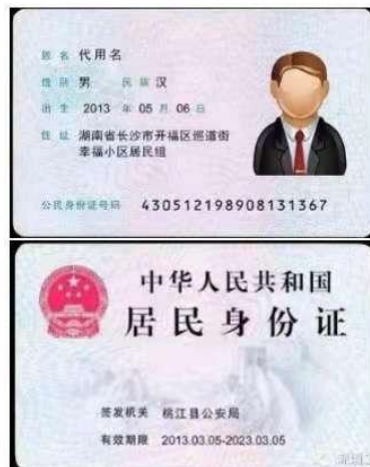 姓名 代用名
性别 男 民族 汉
出生 2013 年 05 月 06 日
住址 湖南省长沙市开福区巡道街
幸福小区居民组
公民身份证号码 430512198908131367
中华人民共和国
居民身份证
签发机关 桃江县公安局
有效期限 2013.03.05-2023.03.05